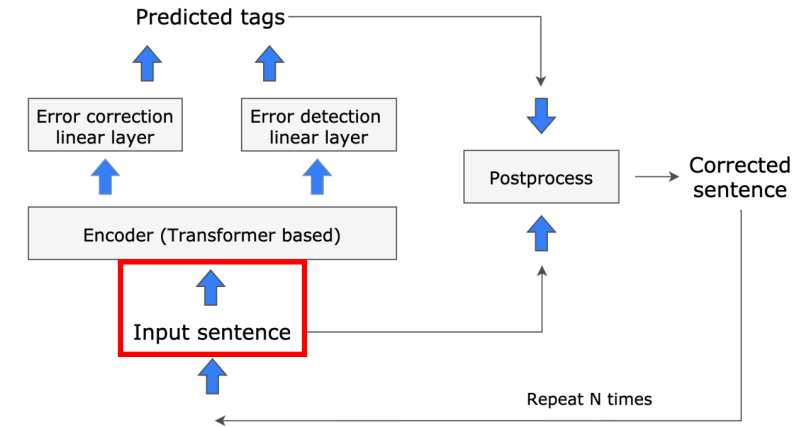 Predicted tags
Error correction
linear layer
Error detection
linear layer
Postprocess
Corrected
sentence
Encoder (Transformer based)
Input sentence
Repeat N times